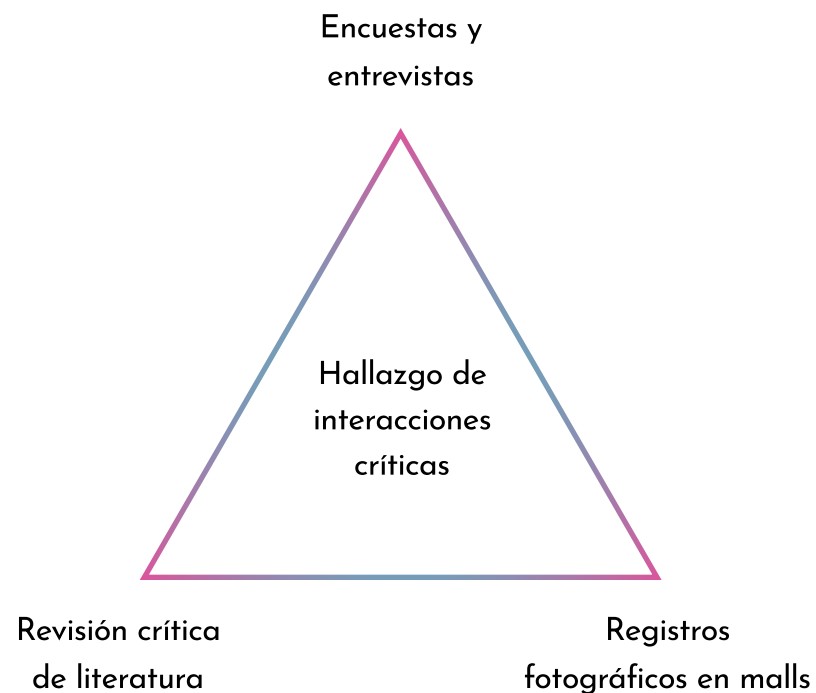 Encuestas y
entrevistas
Hallazgo de
interacciones
críticas
Revisión crítica
de literatura
Registros
fotográficos en malls